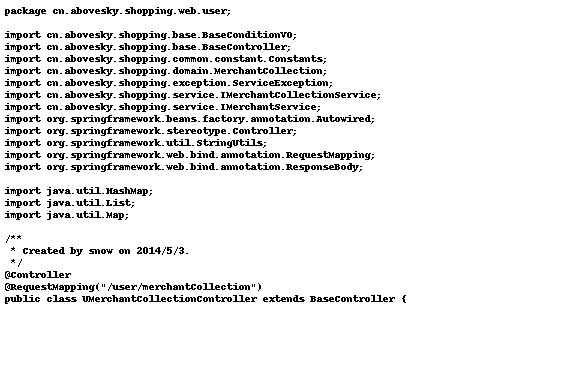 package cn.abovesky.shopping.web.user;

import cn.abovesky.shopping.base.BaseConditionVO;
import cn.abovesky.shopping.base.BaseController;
import cn.abovesky.shopping.common.constant.Constants;
import cn.abovesky.shopping.domain.MerchantCollection;
import cn.abovesky.shopping.exception.ServiceException;
import cn.abovesky.shopping.service.IMerchantCollectionService;
import cn.abovesky.shopping.service.IMerchantService;
import org.springframework.beans.factory.annotation.Autowired;
import org.springframework.stereotype.Controller;
import org.springframework.util.StringUtils;
import org.springframework.web.bind.annotation.RequestMapping;
import org.springframework.web.bind.annotation.ResponseBody;

import java.util.HashMap;
import java.util.List;
import java.util.Map;

/**
 * Created by snow on 2014/5/3.
 */
@Controller
@RequestMapping("/user/merchantCollection")
public class UMerchantCollectionController extends BaseController {